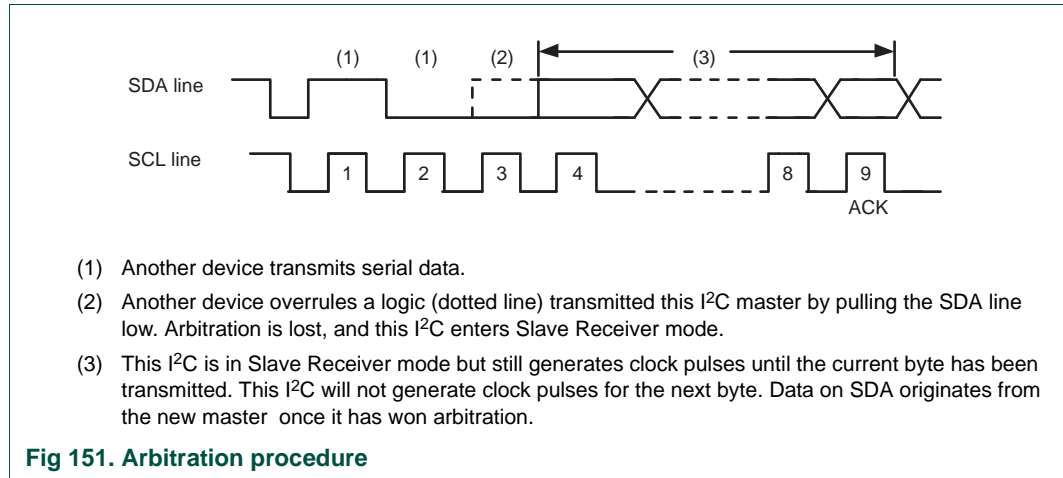 (1) (1) (2) (3)
SDA line
SCL line
1 2 3 4 8 9
ACK
(1) Another device transmits serial data.
(2) Another device overrules a logic (dotted line) transmitted this I2C master by pulling the SDA line
low. Arbitration is lost, and this I2C enters Slave Receiver mode.
(3) This I2C is in Slave Receiver mode but still generates clock pulses until the current byte has been
transmitted. This I2C will not generate clock pulses for the next byte. Data on SDA originates from
the new master once it has won arbitration.
Fig 151. Arbitration procedure